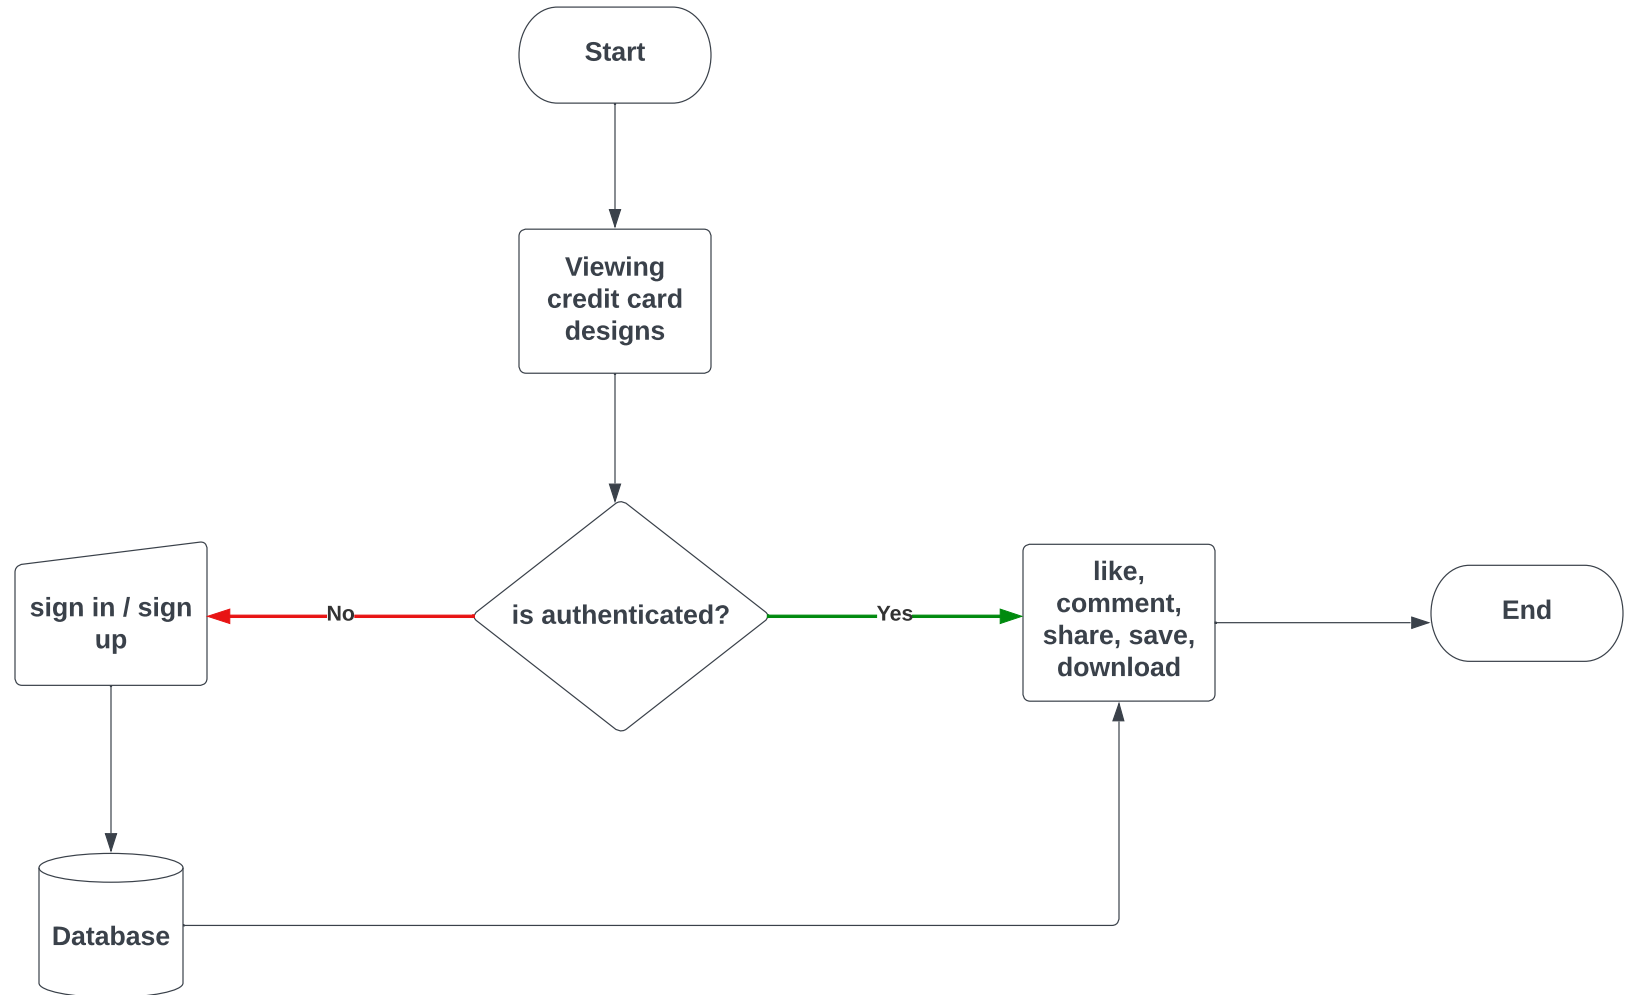 Start
Viewing
credit card
designs
is authenticated?
No
Yes
sign in / sign
up
like,
comment,
share, save,
download
End
Database